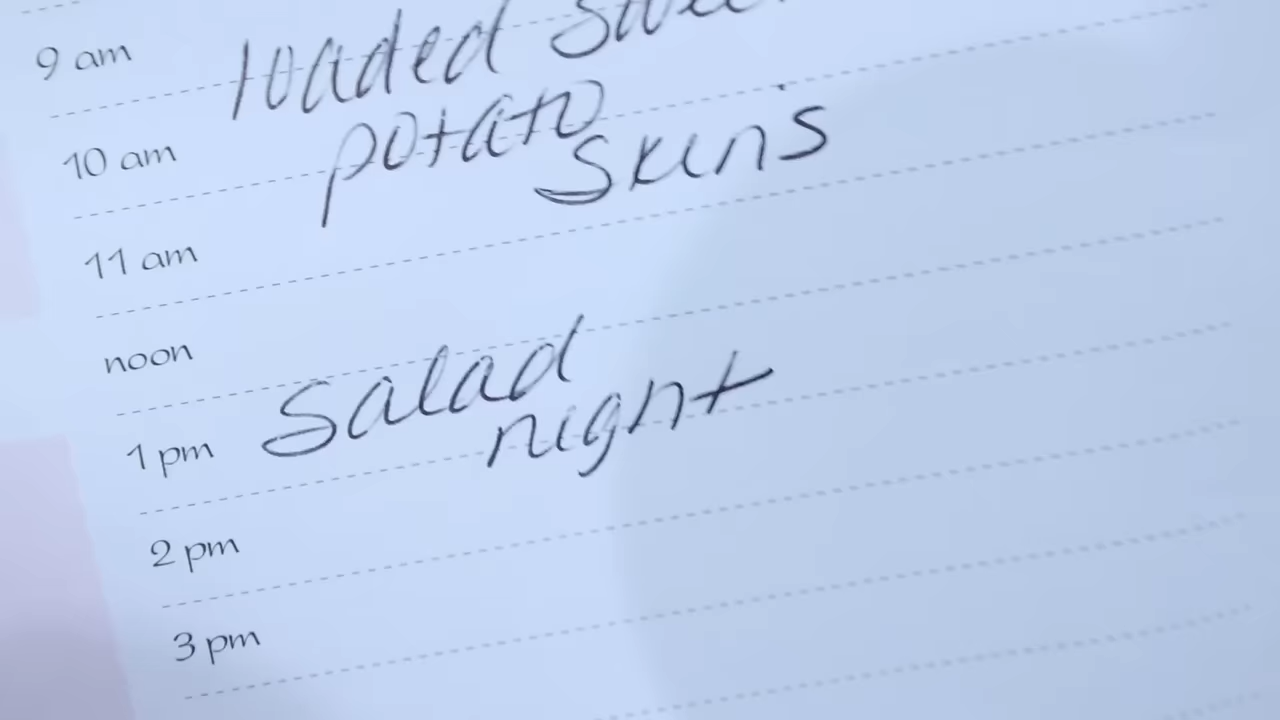 9 am loaded
10 am potato
skins
11 am
noon
salad
night
1 pm
2 pm
3 pm